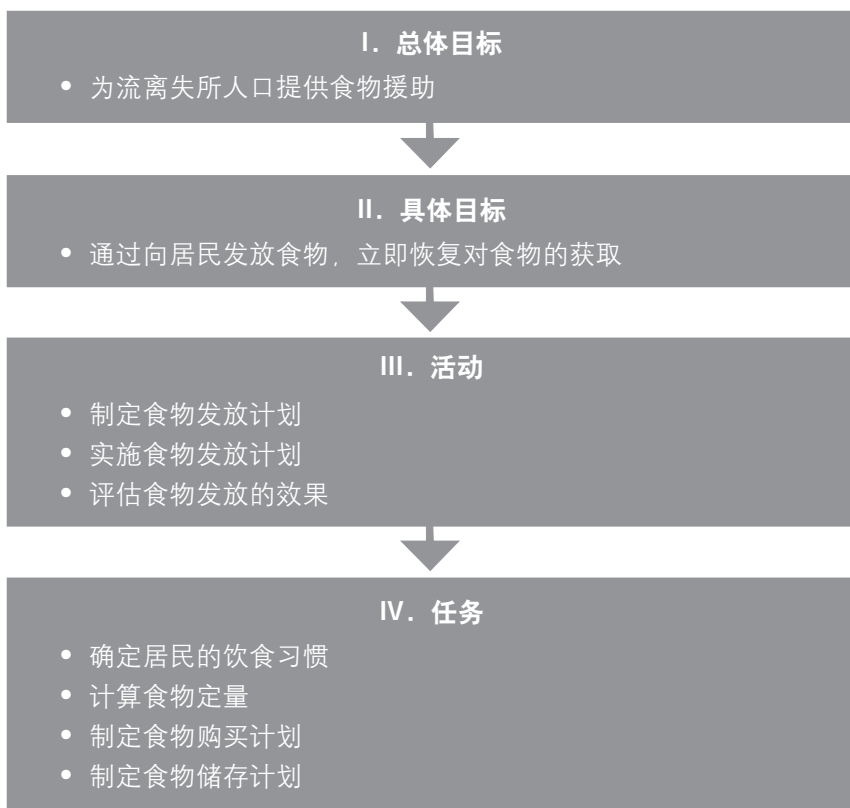 I. 总体目标
• 为流离失所人口提供食物援助
II. 具体目标
• 通过向居民发放食物，立即恢复对食物的获取
III. 活动
• 制定食物发放计划
• 实施食物发放计划
• 评估食物发放的效果
IV. 任务
• 确定居民的饮食习惯
• 计算食物定量
• 制定食物购买计划
• 制定食物储存计划